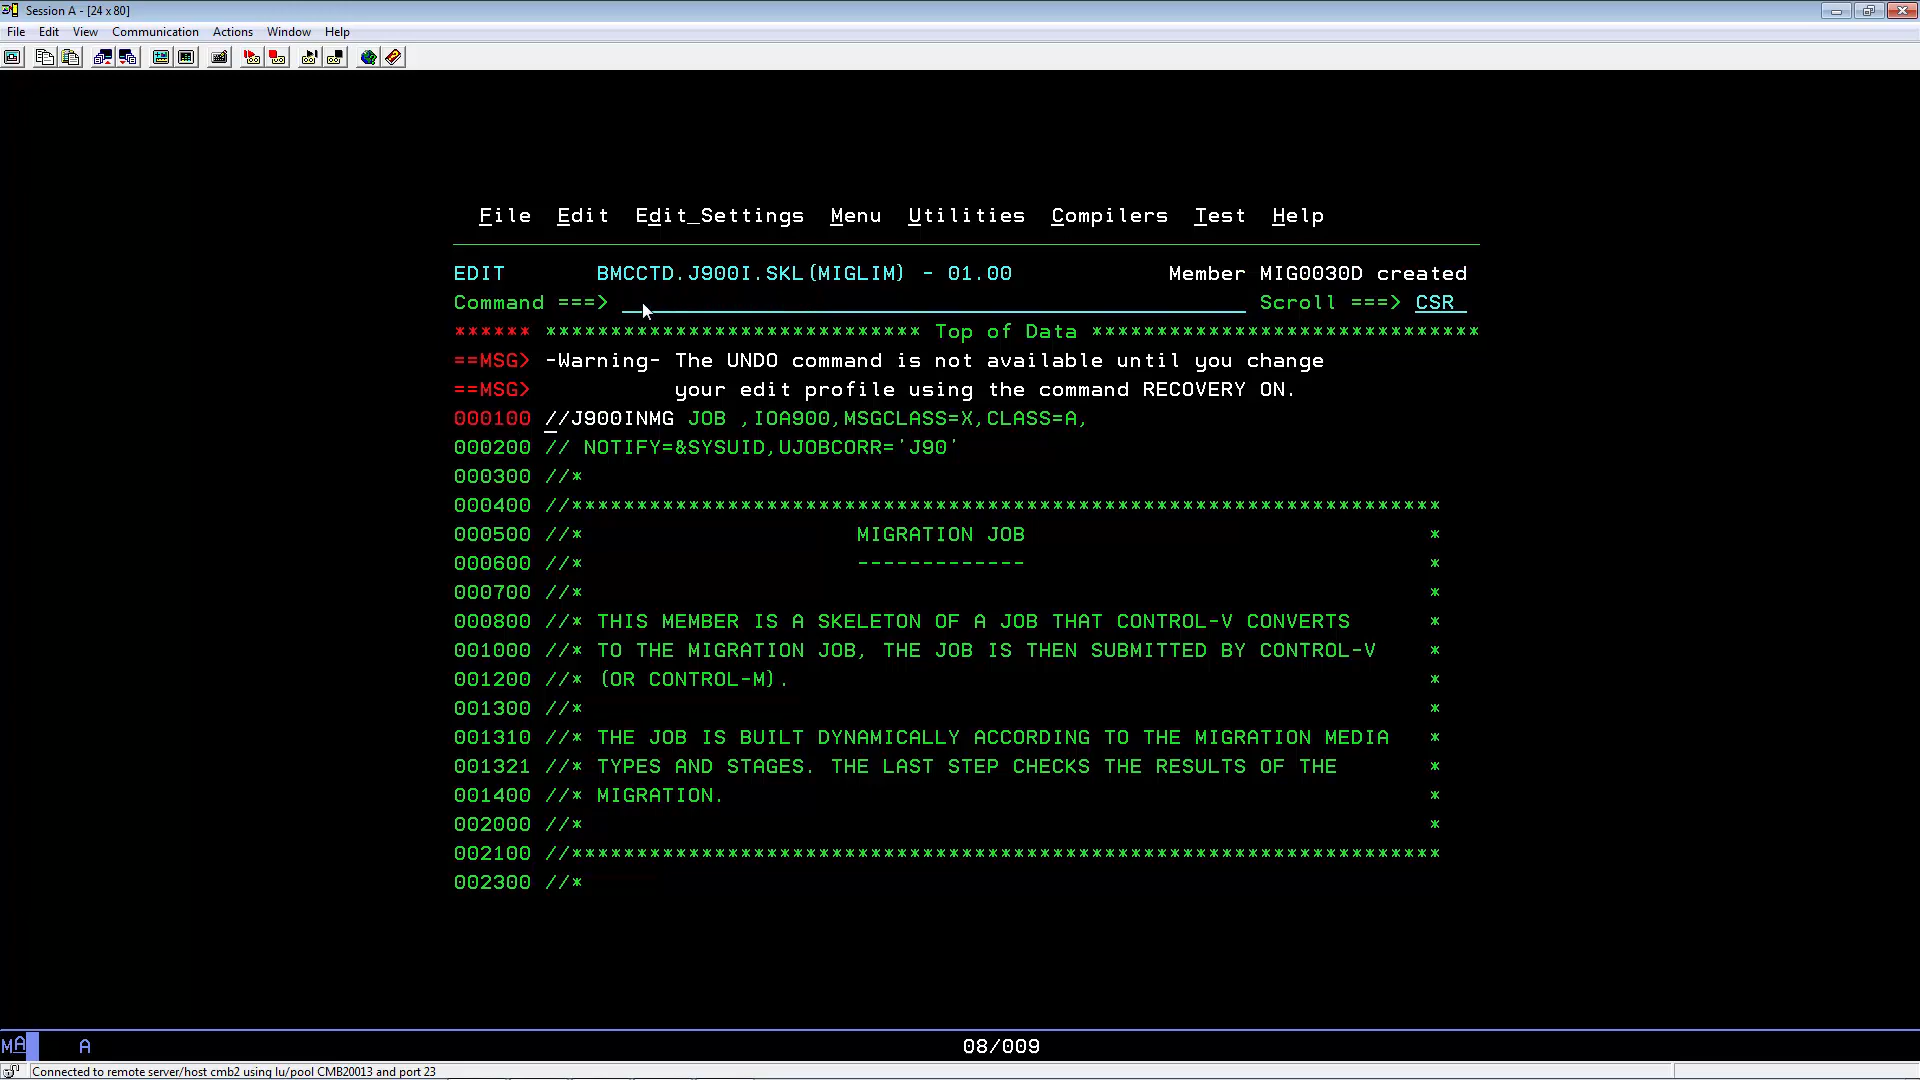 Session A - [24 x 80]
File Edit View Communication Actions Window Help
File Edit Edit_Settings Menu Utilities Compilers Test Help
EDIT BMCCTD.J900I.SKL(MIGLIM) - 01.00 Member MIG0030D created
Command ===> Scroll ===> CSR
****** ***************************** Top of Data ******************************
==MSG> -Warning- The UNDO command is not available until you change
==MSG> your edit profile using the command RECOVERY ON.
000100 //J900INMG JOB ,IOA900,MSGCLASS=X,CLASS=A,
000200 // NOTIFY=&SYSUID,UJOBCORR='J90'
000300 //*
000400 //*******************************************************************
000500 //* MIGRATION JOB *
000600 //* ------------- *
000700 //* *
000800 //* THIS MEMBER IS A SKELETON OF A JOB THAT CONTROL-V CONVERTS *
001000 //* TO THE MIGRATION JOB, THE JOB IS THEN SUBMITTED BY CONTROL-V *
001200 //* (OR CONTROL-M). *
001300 //* *
001310 //* THE JOB IS BUILT DYNAMICALLY ACCORDING TO THE MIGRATION MEDIA *
001321 //* TYPES AND STAGES. THE LAST STEP CHECKS THE RESULTS OF THE *
001400 //* MIGRATION. *
002000 //* *
002100 //*******************************************************************
002300 //*
MA A 08/009
Connected to remote server/host cmb2 using lu/pool CMB20013 and port 23